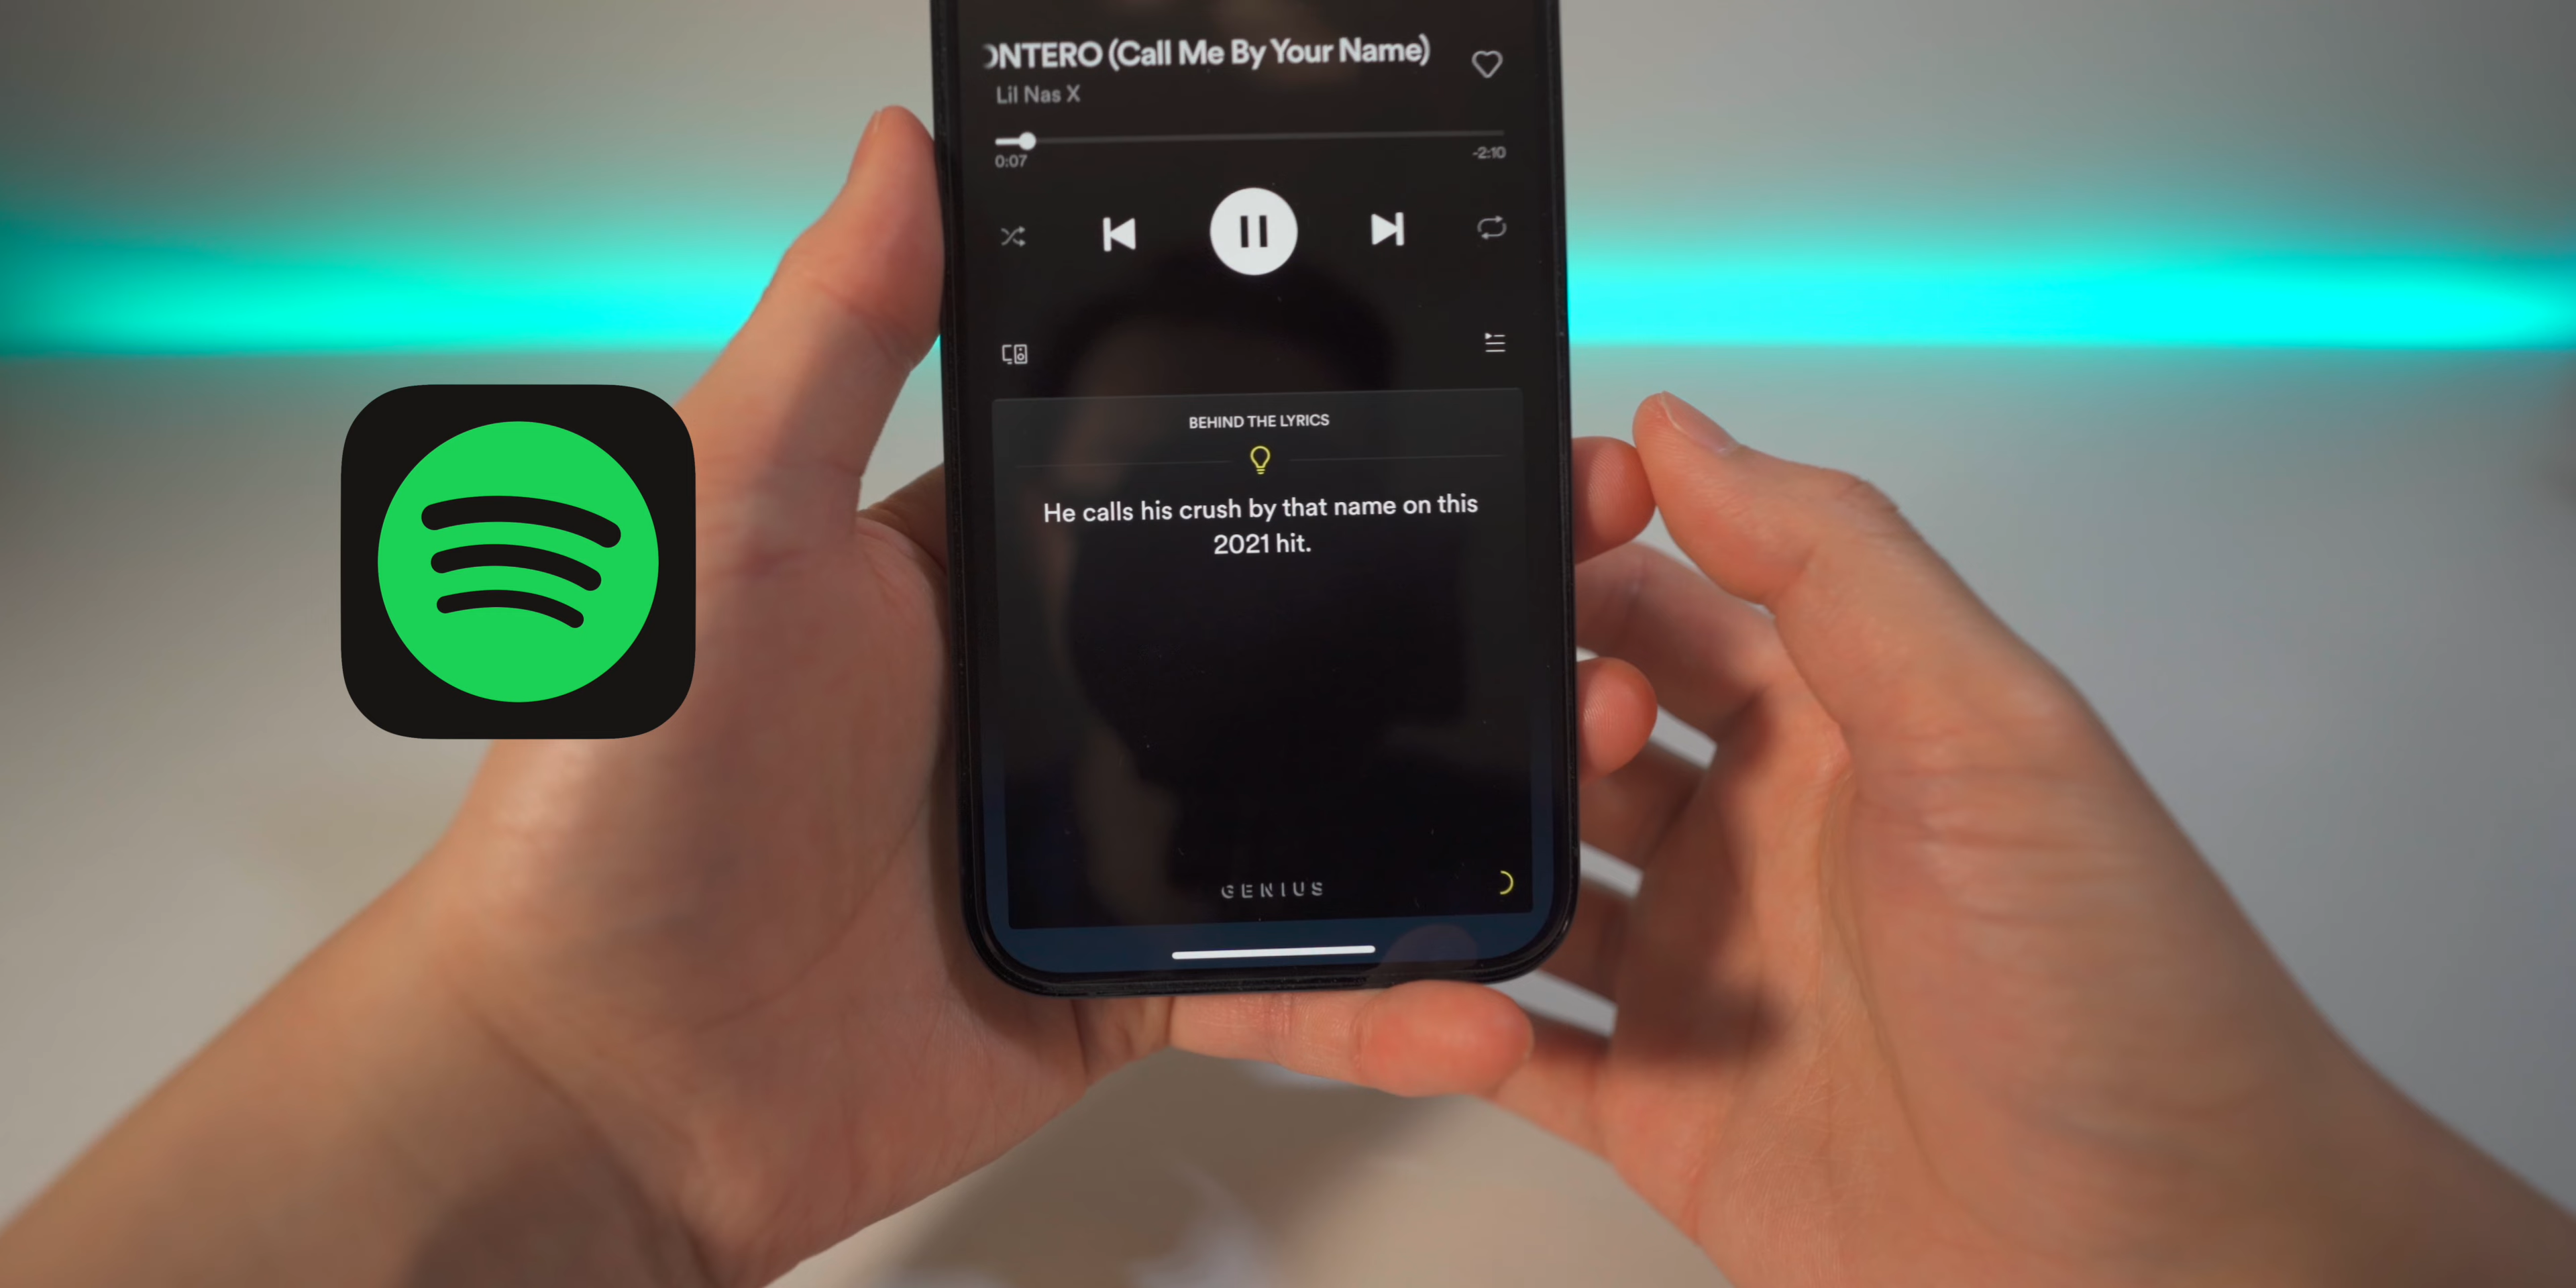 ONTERO (Call Me By Your Name)
Lil Nas X
0:07
-2:10
BEHIND THE LYRICS
He calls his crush by that name on this
2021 hit.
GENIUS